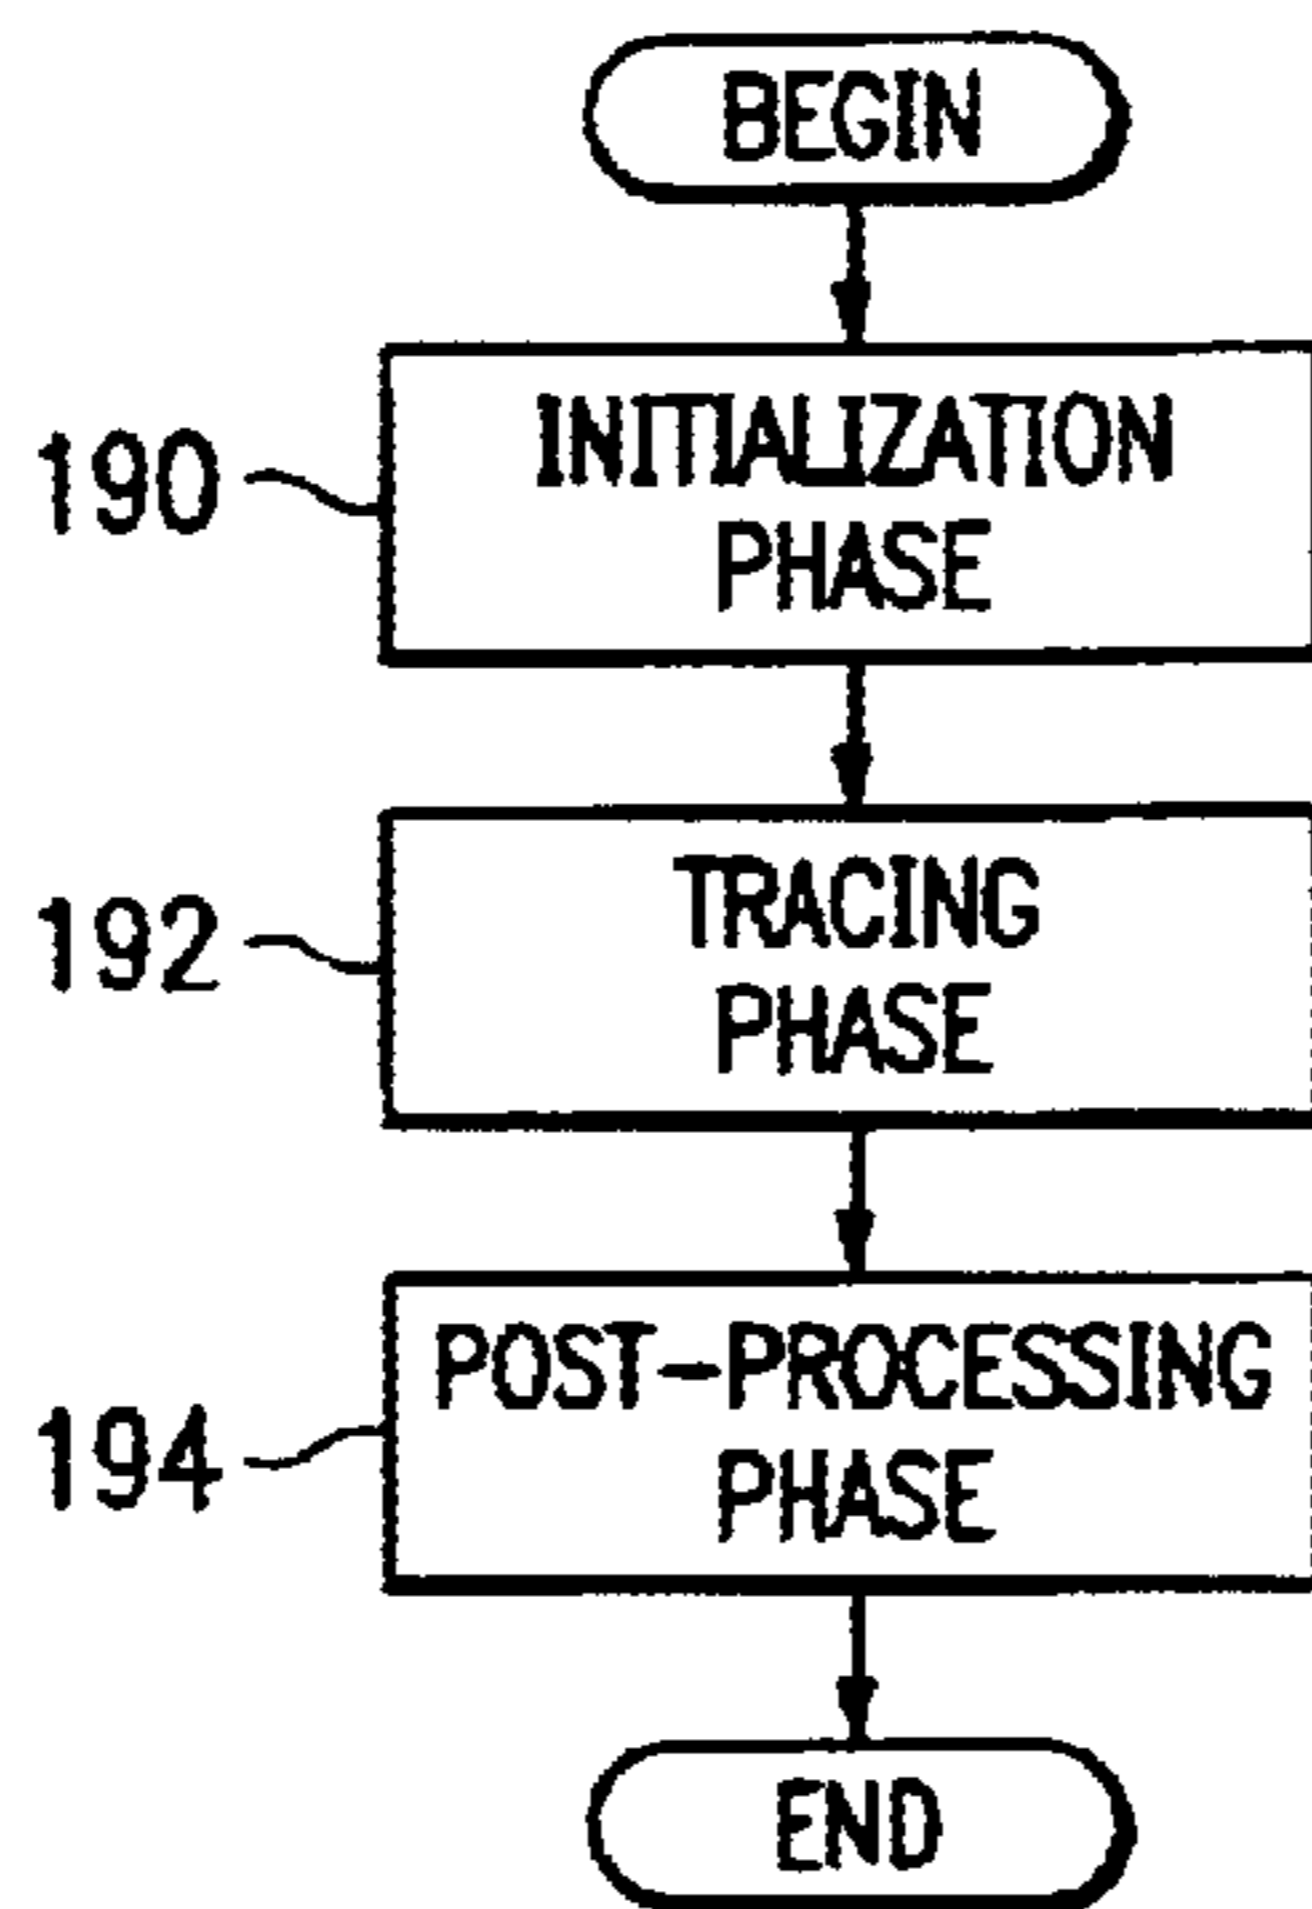 BEGIN
190
INITIALIZATION
PHASE
192
TRACING
PHASE
194
POST-PROCESSING
PHASE
END